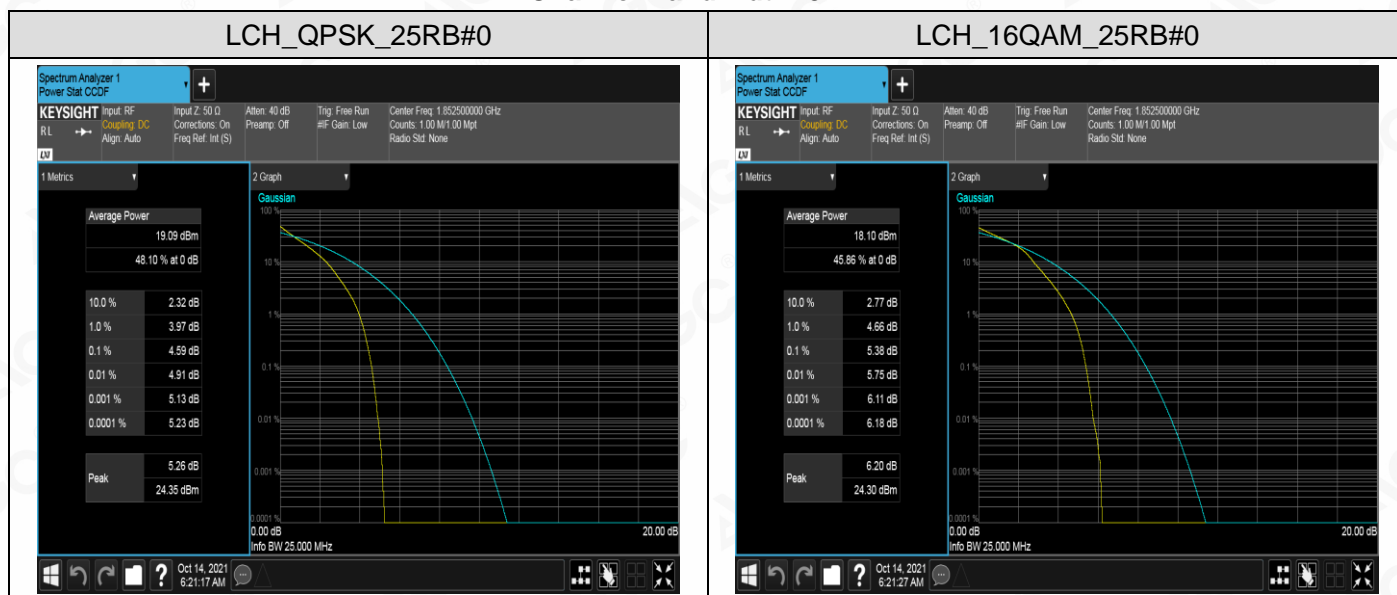 LCH_QPSK_25RB#0
Spectrum Analyzer 1
Power Stat CCDF
+
KEYSIGHT
RL
LXI
Input: RF
Coupling: DC
Align: Auto
Input Z: 50 Ω
Corrections: On
Freq Ref: Int (S)
Atten: 40 dB
Preamp: Off
Trig: Free Run
#IF Gain: Low
Center Freq: 1.852500000 GHz
Counts: 1.00 M/1.00 Mpt
Radio Std: None
1 Metrics
Average Power
19.09 dBm
48.10 % at 0 dB
10.0 % 2.32 dB
1.0 % 3.97 dB
0.1 % 4.59 dB
0.01 % 4.91 dB
0.001 % 5.13 dB
0.0001 % 5.23 dB
Peak
5.26 dB
24.35 dBm
2 Graph
Gaussian
100 %
10 %
1 %
0.1 %
0.01 %
0.001 %
0.0001 %
0.00 dB 20.00 dB
Info BW 25.000 MHz
?
Oct 14, 2021
6:21:17 AM
LCH_16QAM_25RB#0
Spectrum Analyzer 1
Power Stat CCDF
+
KEYSIGHT
RL
LXI
Input: RF
Coupling: DC
Align: Auto
Input Z: 50 Ω
Corrections: On
Freq Ref: Int (S)
Atten: 40 dB
Preamp: Off
Trig: Free Run
#IF Gain: Low
Center Freq: 1.852500000 GHz
Counts: 1.00 M/1.00 Mpt
Radio Std: None
1 Metrics
Average Power
18.10 dBm
45.86 % at 0 dB
10.0 % 2.77 dB
1.0 % 4.66 dB
0.1 % 5.38 dB
0.01 % 5.75 dB
0.001 % 6.11 dB
0.0001 % 6.18 dB
Peak
6.20 dB
24.30 dBm
2 Graph
Gaussian
100 %
10 %
1 %
0.1 %
0.01 %
0.001 %
0.0001 %
0.00 dB 20.00 dB
Info BW 25.000 MHz
?
Oct 14, 2021
6:21:27 AM